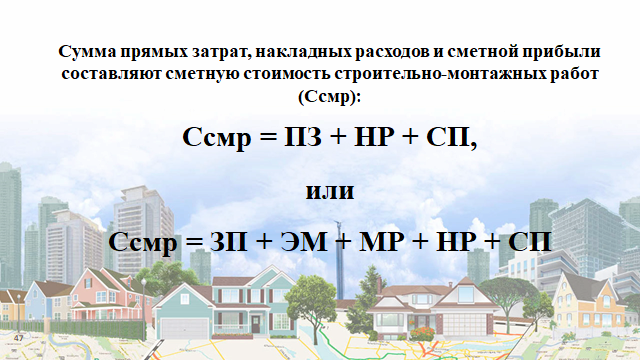 Сумма прямых затрат, накладных расходов и сметной прибыли
составляют сметную стоимость строительно-монтажных работ
(Ссмр):
Ссмр = ПЗ + НР + СП,
или
Ссмр = ЗП + ЭМ + МР + НР + СП
47